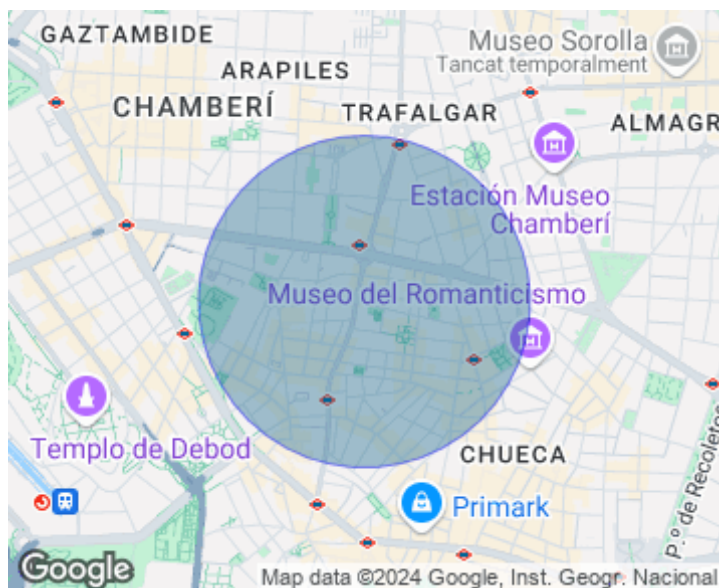 GAZTAMBIDE
Museo Sorolla
Tancat temporalment
ARAPILES
CHAMBERÍ
TRAFALGAR
ALMAGR
Estación Museo
Chamberí
Museo del Romanticismo
Templo de Debod
CHUECA
P.º de Recoletos
Primark
Google
Map data ©2024 Google, Inst. Geogr. Nacional